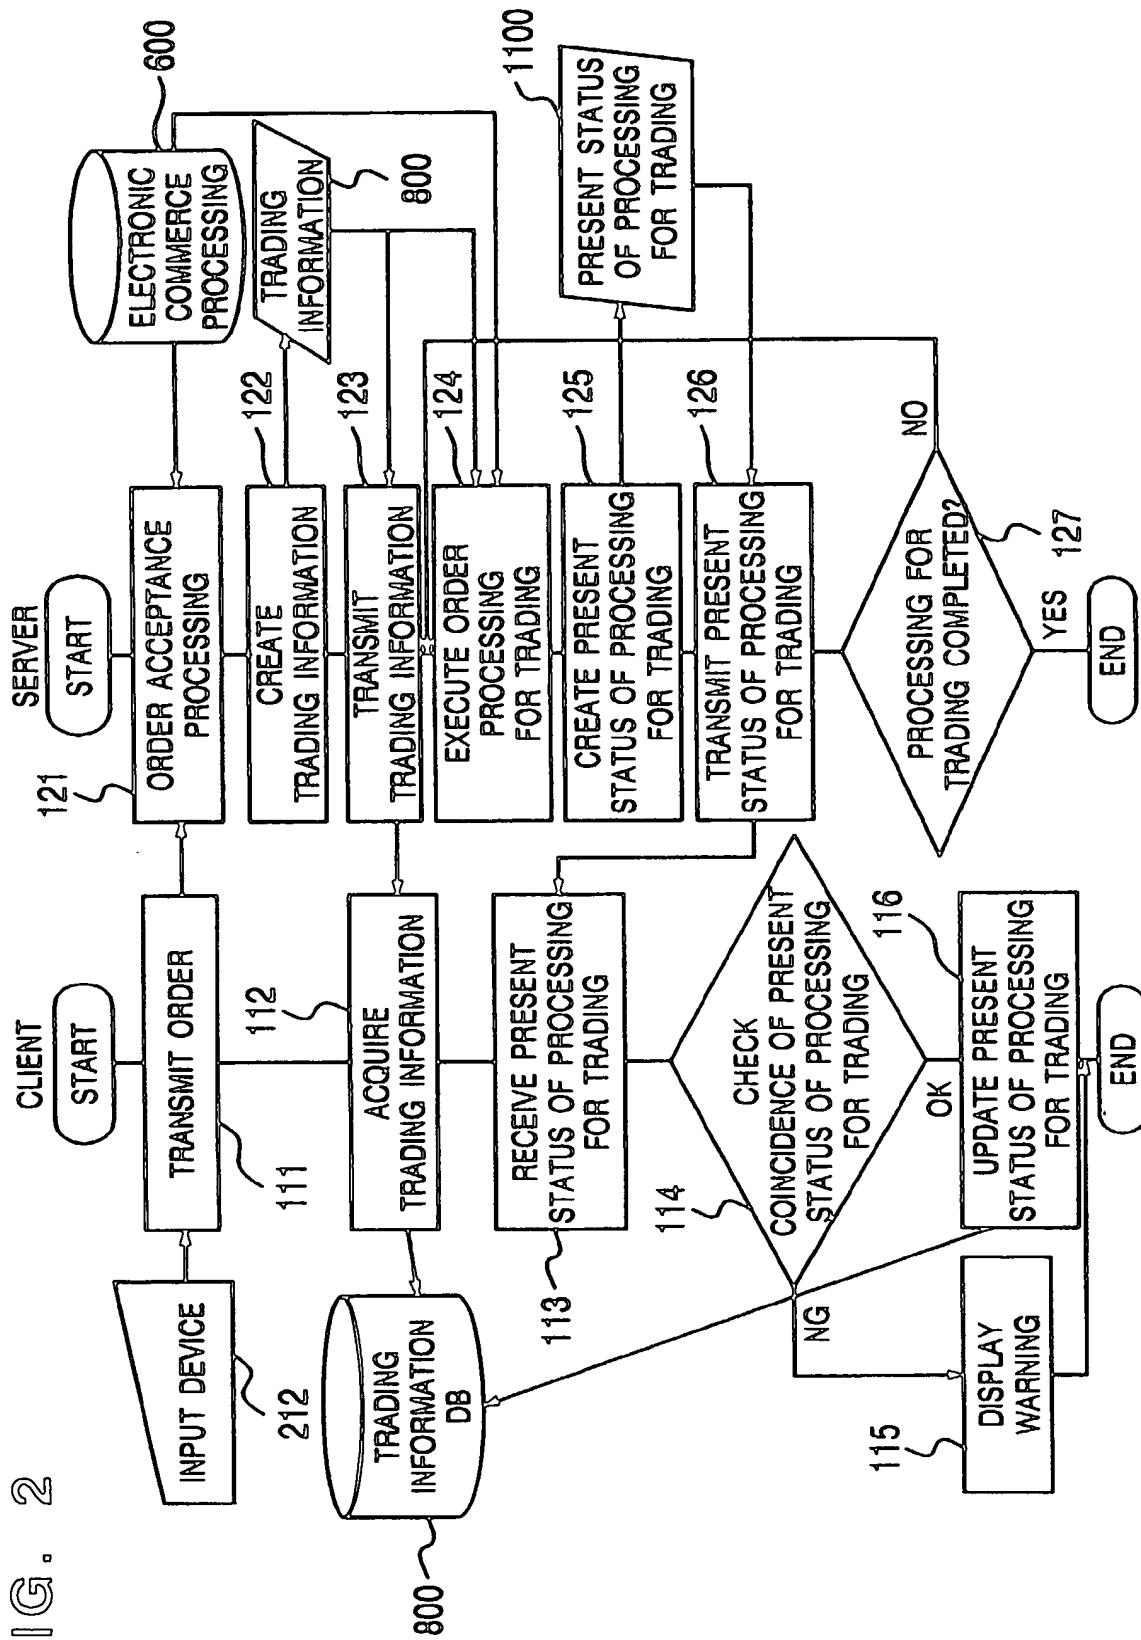 IG. 2
CLIENT
START
INPUT DEVICE
212
TRANSMIT ORDER
111
112
ACQUIRE
TRADING INFORMATION
TRADING
INFORMATION
DB
800
RECEIVE PRESENT
STATUS OF PROCESSING
FOR TRADING
113
CHECK
COINCIDENCE OF PRESENT
STATUS OF PROCESSING
FOR TRADING
114
NG
OK
DISPLAY
WARNING
115
116
UPDATE PRESENT
STATUS OF PROCESSING
FOR TRADING
END
SERVER
START
121
ORDER ACCEPTANCE
PROCESSING
ELECTRONIC
COMMERCE
PROCESSING
600
122
CREATE
TRADING INFORMATION
TRADING
INFORMATION
800
123
TRANSMIT
TRADING INFORMATION
124
EXECUTE ORDER
PROCESSING
FOR TRADING
125
CREATE PRESENT
STATUS OF PROCESSING
FOR TRADING
1100
PRESENT STATUS
OF PROCESSING
FOR TRADING
126
TRANSMIT PRESENT
STATUS OF PROCESSING
FOR TRADING
PROCESSING FOR
TRADING COMPLETED?
127
NO
YES
END